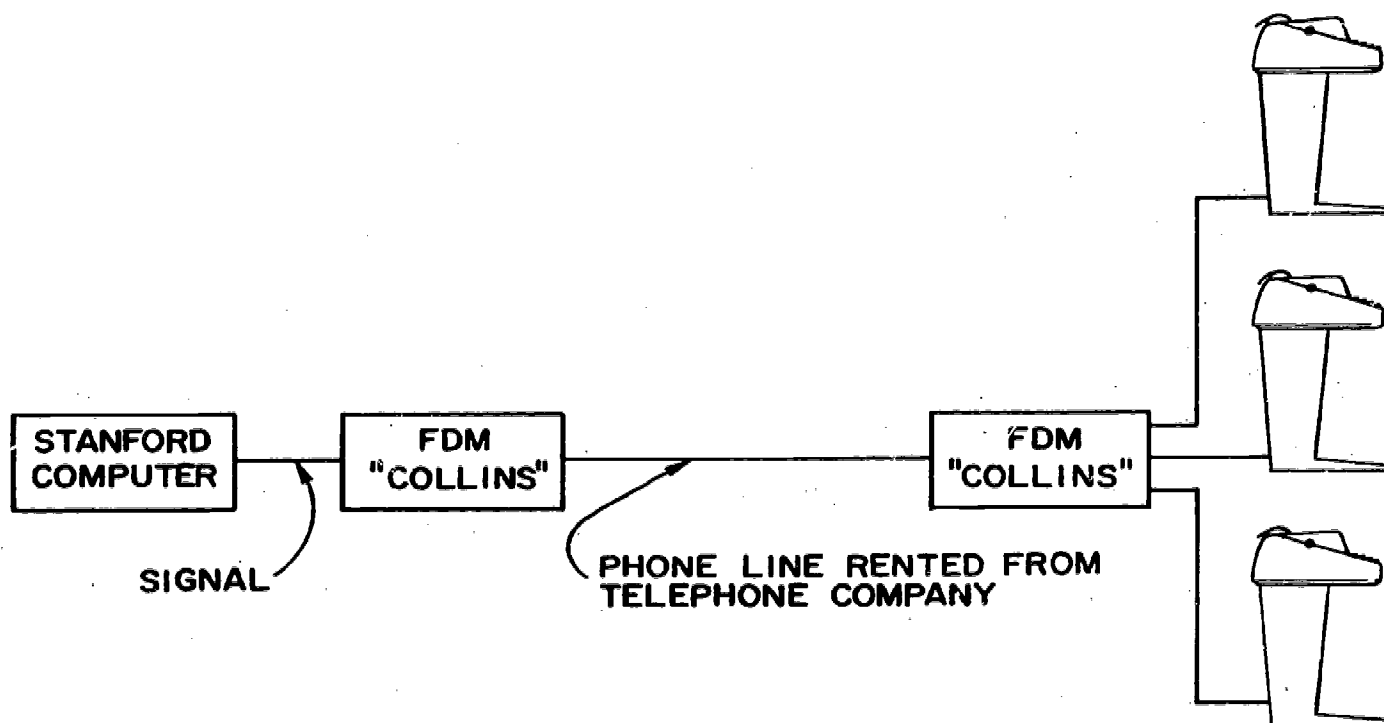 STANFORD
COMPUTER
FDM
"COLLINS"
FDM
"COLLINS"
SIGNAL
PHONE LINE RENTED FROM
TELEPHONE COMPANY